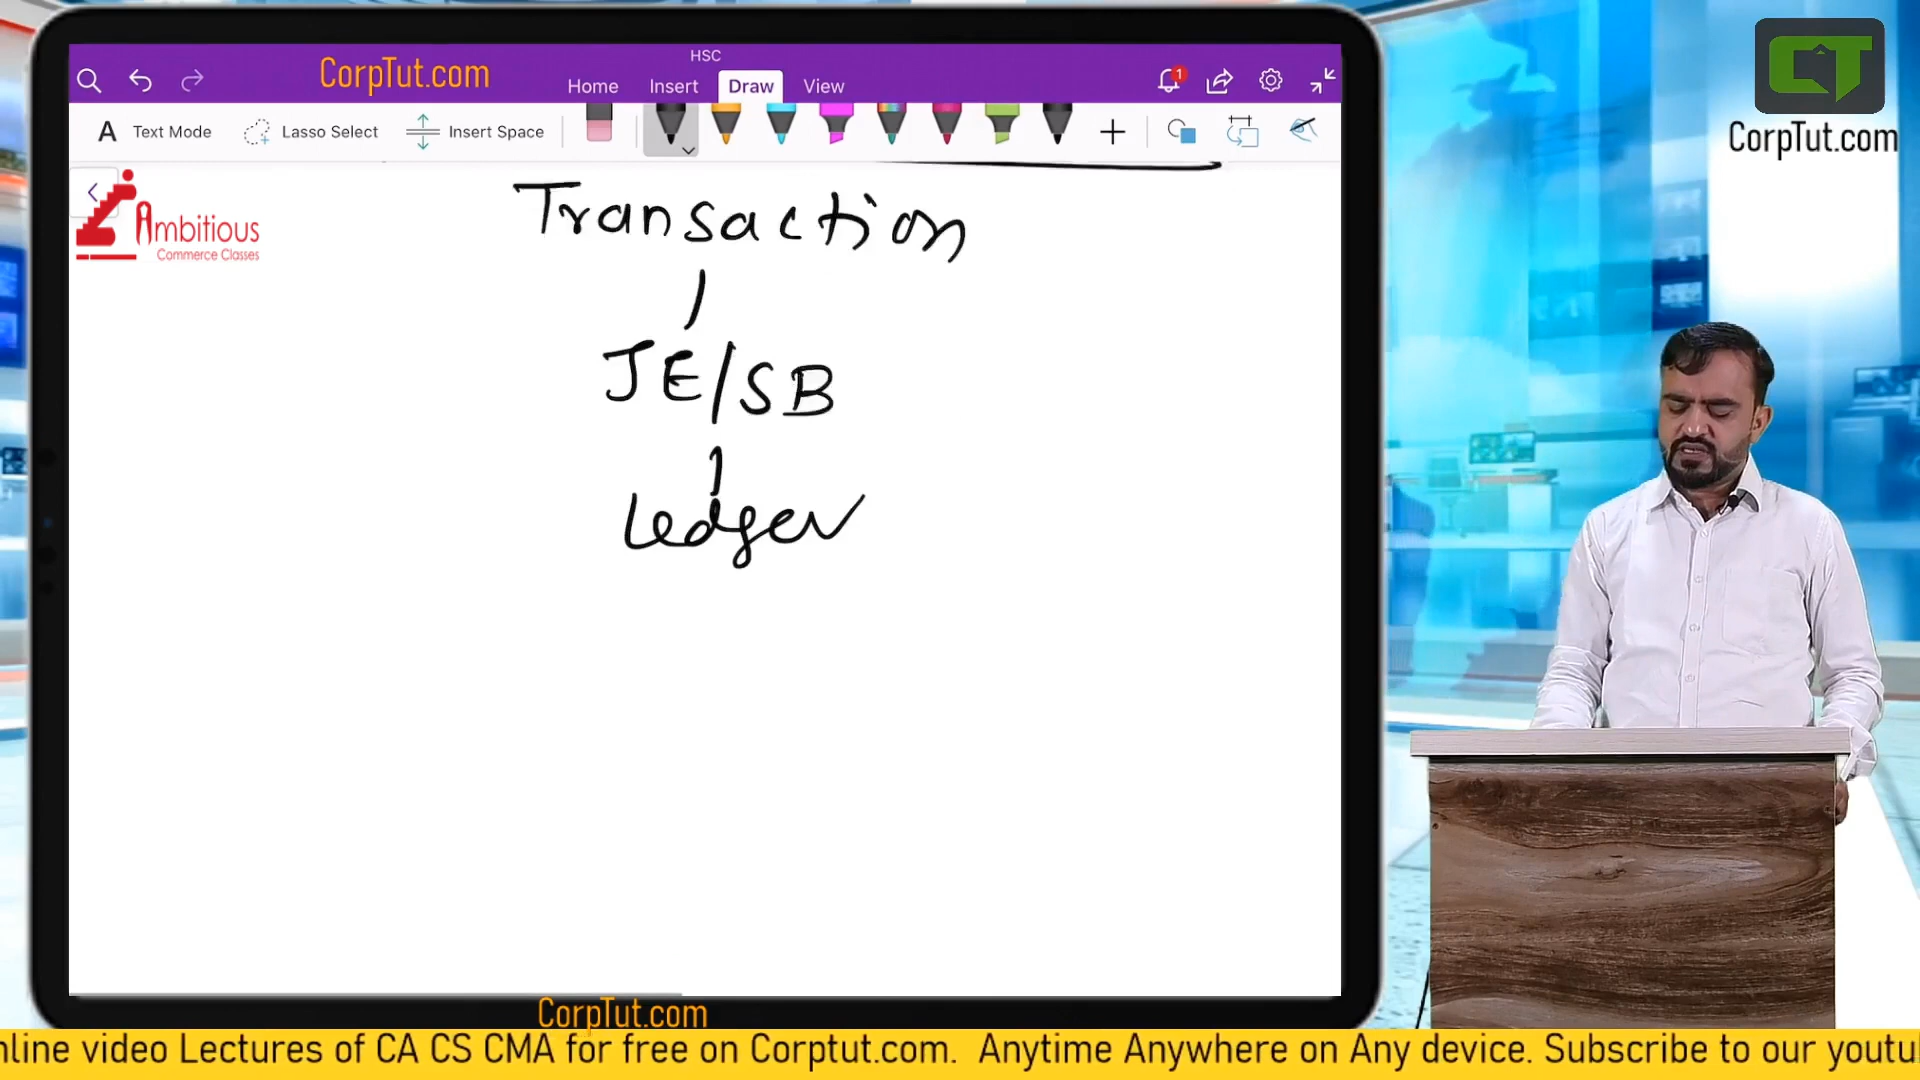 HSC
CorpTut.com
Home Insert Draw View
1
A Text Mode Lasso Select Insert Space
CT
CorpTut.com
Ambitious
Commerce Classes
Transaction
JE/SB
Ledger
CorpTut.com
nline video Lectures of CA CS CMA for free on Corptut.com. Anytime Anywhere on Any device. Subscribe to our youtu